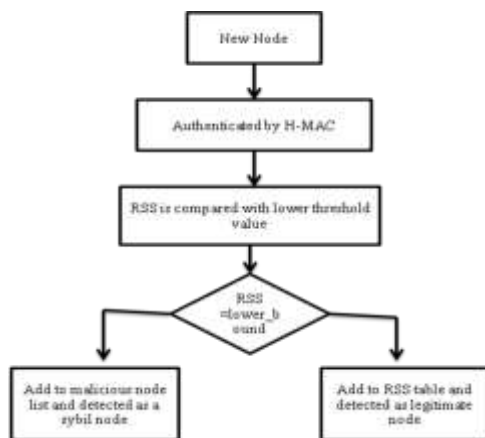 New Node
Authenticated by H-MAC
RSS is compared with lower threshold
value
RSS
=lower_b
ound
Add to malicious node
list and detected as a
sybil node
Add to RSS table and
detected as legitimate
node